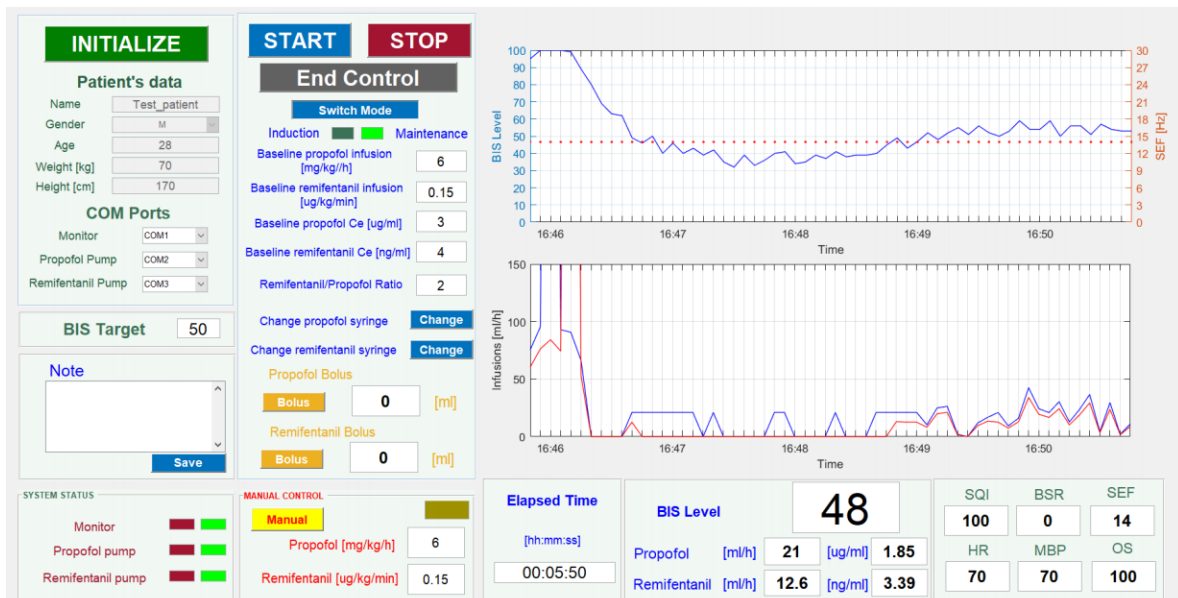 INITIALIZE
Patient's data
Name Test_patient
Gender M
Age 28
Weight [kg] 70
Height [cm] 170
COM Ports
Monitor COM1
Propofol Pump COM2
Remifentanil Pump COM3
BIS Target 50
Note
Save
SYSTEM STATUS
Monitor
Propofol pump
Remifentanil pump
START STOP
End Control
Switch Mode
Induction Maintenance
Baseline propofol infusion
[mg/kg//h] 6
Baseline remifentanil infusion
[ug/kg/min] 0.15
Baseline propofol Ce [ug/ml] 3
Baseline remifentanil Ce [ng/ml] 4
Remifentanil/Propofol Ratio 2
Change propofol syringe Change
Change remifentanil syringe Change
Propofol Bolus
Bolus 0 [ml]
Remifentanil Bolus
Bolus 0 [ml]
MANUAL CONTROL
Manual
Propofol [mg/kg/h] 6
Remifentanil [ug/kg/min] 0.15
BIS Level
100
90
80
70
60
50
40
30
20
10
0
30
27
24
21
18
15
12
9
6
3
0
SEF [Hz]
16:46 16:47 16:48 16:49 16:50
Time
Infusions [ml/h]
150
100
50
0
16:46 16:47 16:48 16:49 16:50
Time
Elapsed Time
[hh:mm:ss]
00:05:50
BIS Level 48
Propofol [ml/h] 21 [ug/ml] 1.85
Remifentanil [ml/h] 12.6 [ng/ml] 3.39
SQI BSR SEF
100 0 14
HR MBP OS
70 70 100